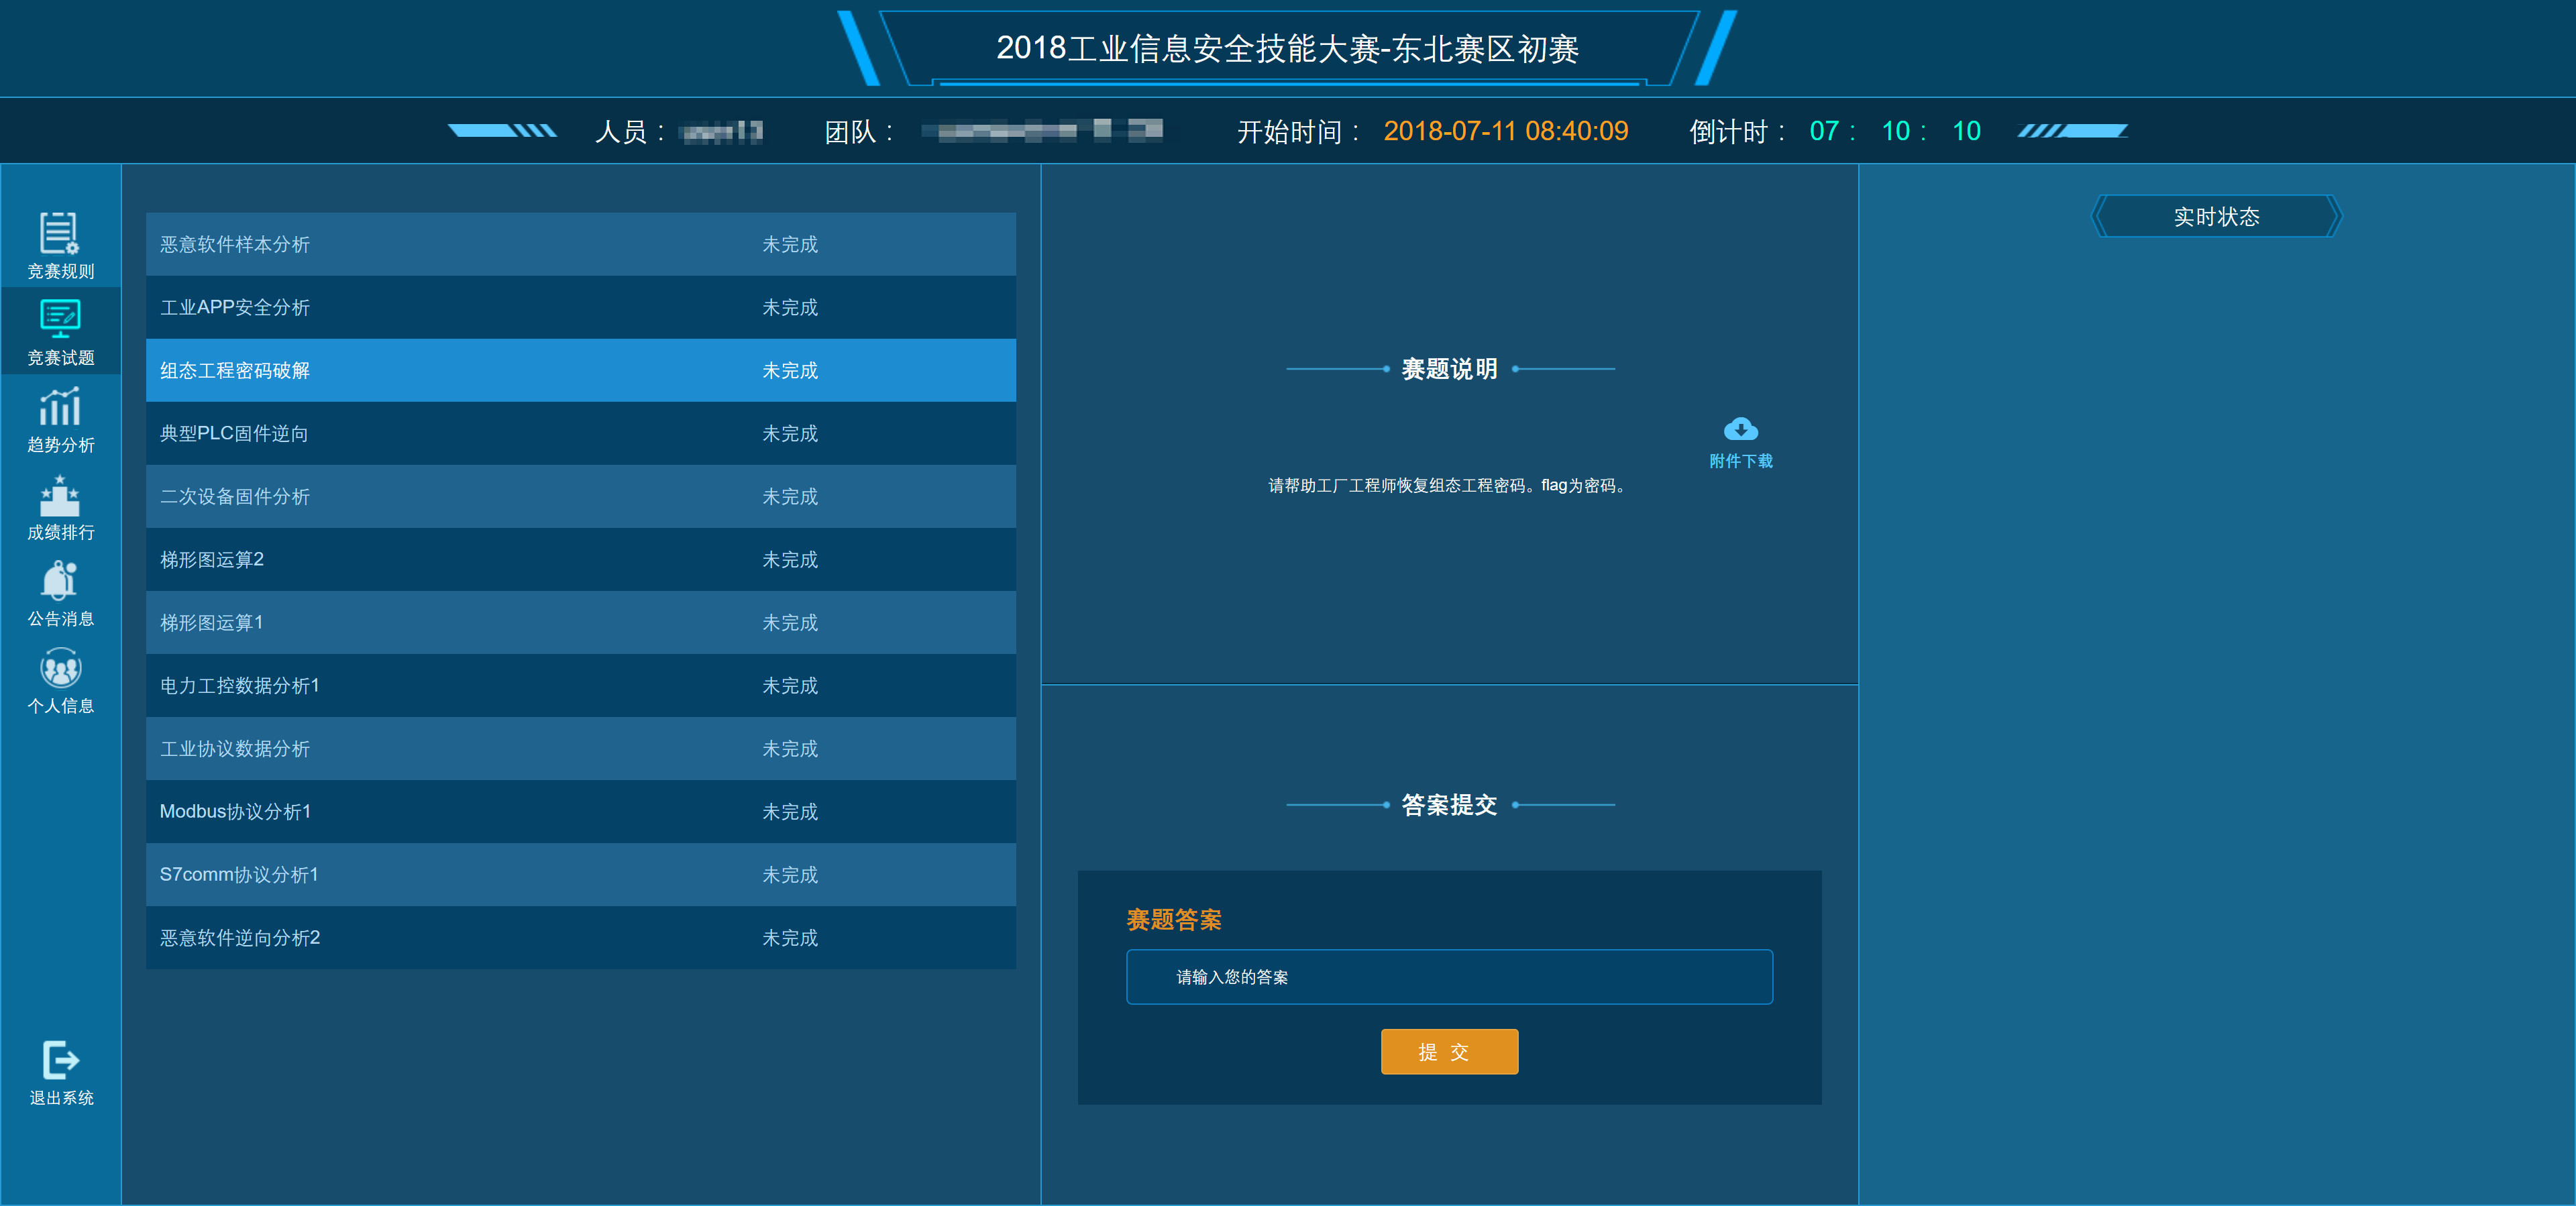 2018工业信息安全技能大赛-东北赛区初赛
人员： 团队： 开始时间： 2018-07-11 08:40:09 倒计时： 07： 10： 10
竞赛规则
竞赛试题
趋势分析
成绩排行
公告消息
个人信息
退出系统
恶意软件样本分析 未完成
工业APP安全分析 未完成
组态工程密码破解 未完成
典型PLC固件逆向 未完成
二次设备固件分析 未完成
梯形图运算2 未完成
梯形图运算1 未完成
电力工控数据分析1 未完成
工业协议数据分析 未完成
Modbus协议分析1 未完成
S7comm协议分析1 未完成
恶意软件逆向分析2 未完成
赛题说明
附件下载
请帮助工厂工程师恢复组态工程密码。flag为密码。
答案提交
赛题答案
请输入您的答案
提 交
实时状态